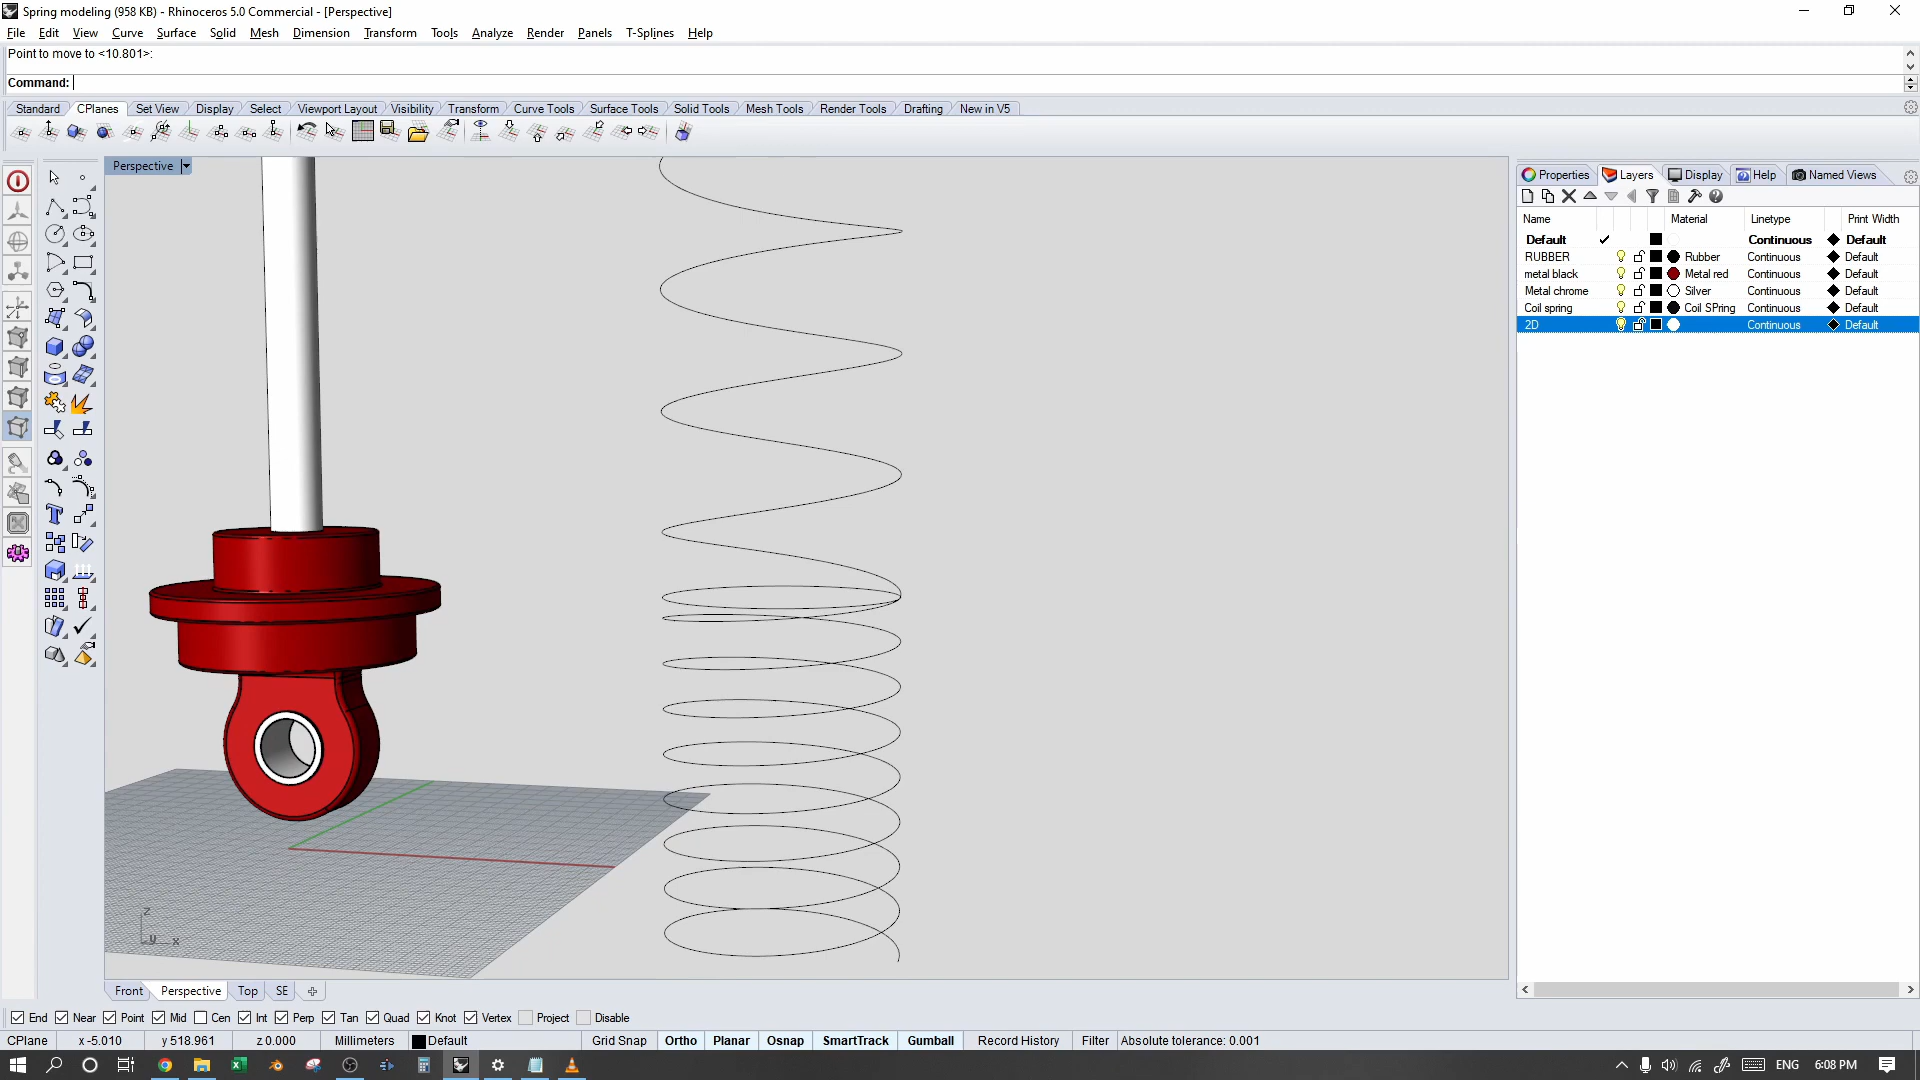 Spring modeling (958 KB) - Rhinoceros 5.0 Commercial - [Perspective]
File Edit View Curve Surface Solid Mesh Dimension Transform Tools Analyze Render Panels T-Splines Help
Point to move to <10.801>:
Command:
Standard CPlanes Set View Display Select Viewport Layout Visibility Transform Curve Tools Surface Tools Solid Tools Mesh Tools Render Tools Drafting New in V5
Perspective
Properties Layers Display Help Named Views
Name Material Linetype Print Width
Default Continuous Default
RUBBER Rubber Continuous Default
metal black Metal red Continuous Default
Metal chrome Silver Continuous Default
Coil spring Coil SPring Continuous Default
2D Continuous Default
z
x
Front Perspective Top SE
End Near Point Mid Cen Int Perp Tan Quad Knot Vertex Project Disable
CPlane x -5.010 y 518.961 z 0.000 Millimeters Default Grid Snap Ortho Planar Osnap SmartTrack Gumball Record History Filter Absolute tolerance: 0.001
ENG 6:08 PM